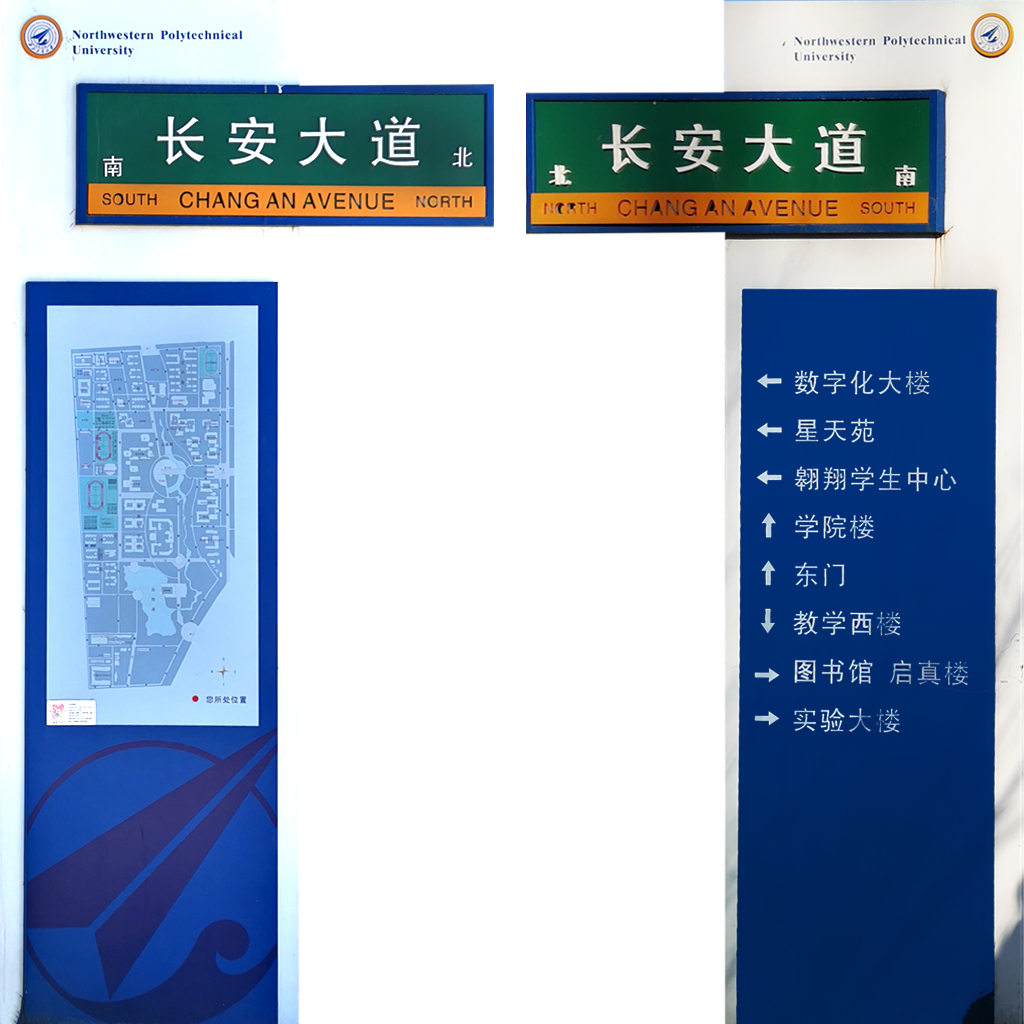 Northwestern Polytechnical
University
长安大道
南
北
SOUTH CHANG AN AVENUE NORTH
您所处位置
Northwestern Polytechnical
University
长安大道
北
南
NORTH CHANG AN AVENUE SOUTH
← 数字化大楼
← 星天苑
← 翱翔学生中心
↑ 学院楼
↑ 东门
↓ 教学西楼
→ 图书馆 启真楼
→ 实验大楼